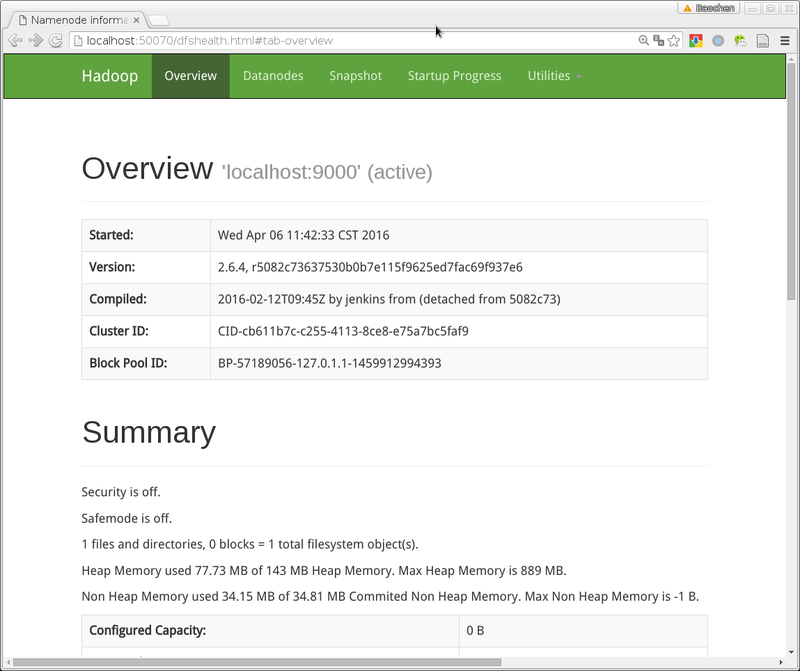 Baochen
Namenode informa
localhost:50070/dfshealth.html#tab-overview
Hadoop Overview Datanodes Snapshot Startup Progress Utilities
Overview 'localhost:9000' (active)
Started: Wed Apr 06 11:42:33 CST 2016
Version: 2.6.4, r5082c73637530b0b7e115f9625ed7fac69f937e6
Compiled: 2016-02-12T09:45Z by jenkins from (detached from 5082c73)
Cluster ID: CID-cb611b7c-c255-4113-8ce8-e75a7bc5faf9
Block Pool ID: BP-57189056-127.0.1.1-1459912994393
Summary
Security is off.
Safemode is off.
1 files and directories, 0 blocks = 1 total filesystem object(s).
Heap Memory used 77.73 MB of 143 MB Heap Memory. Max Heap Memory is 889 MB.
Non Heap Memory used 34.15 MB of 34.81 MB Commited Non Heap Memory. Max Non Heap Memory is -1 B.
Configured Capacity: 0 B